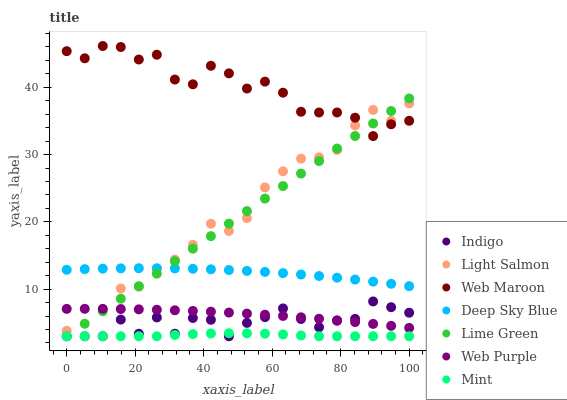 title
yaxis_label
40
30
20
10
0
20
40
60
80
100
xaxis_label
Indigo
Light Salmon
Web Maroon
Deep Sky Blue
Lime Green
Web Purple
Mint